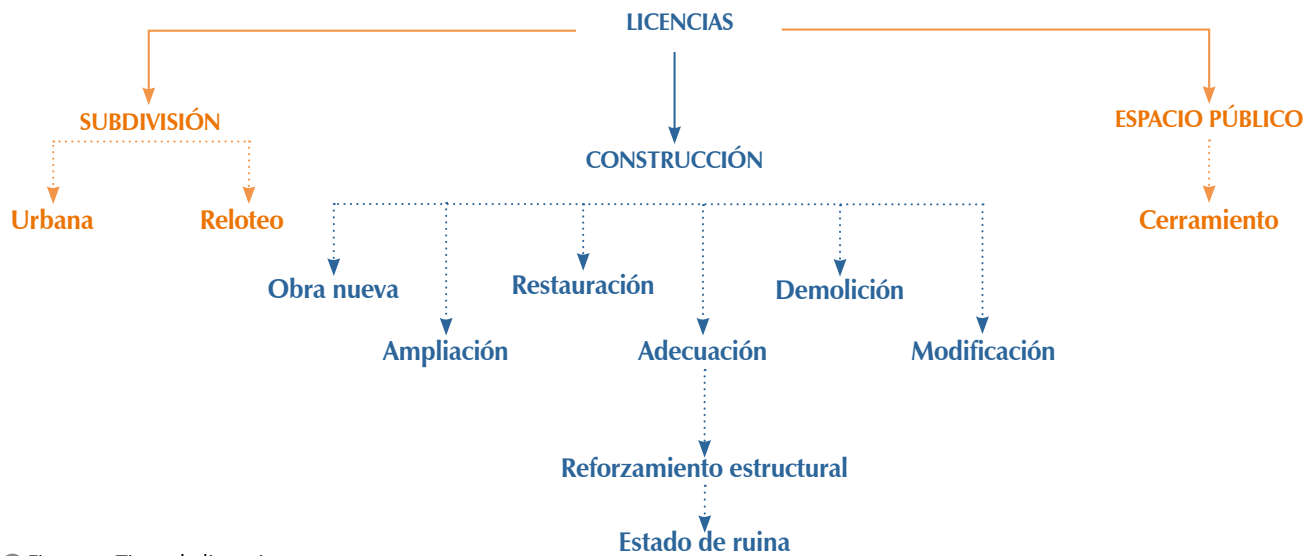 LICENCIAS
SUBDIVISIÓN
ESPACIO PÚBLICO
CONSTRUCCIÓN
Urbana
Reloteo
Cerramiento
Obra nueva
Restauración
Demolición
Ampliación
Adecuación
Modificación
Reforzamiento estructural
Estado de ruina